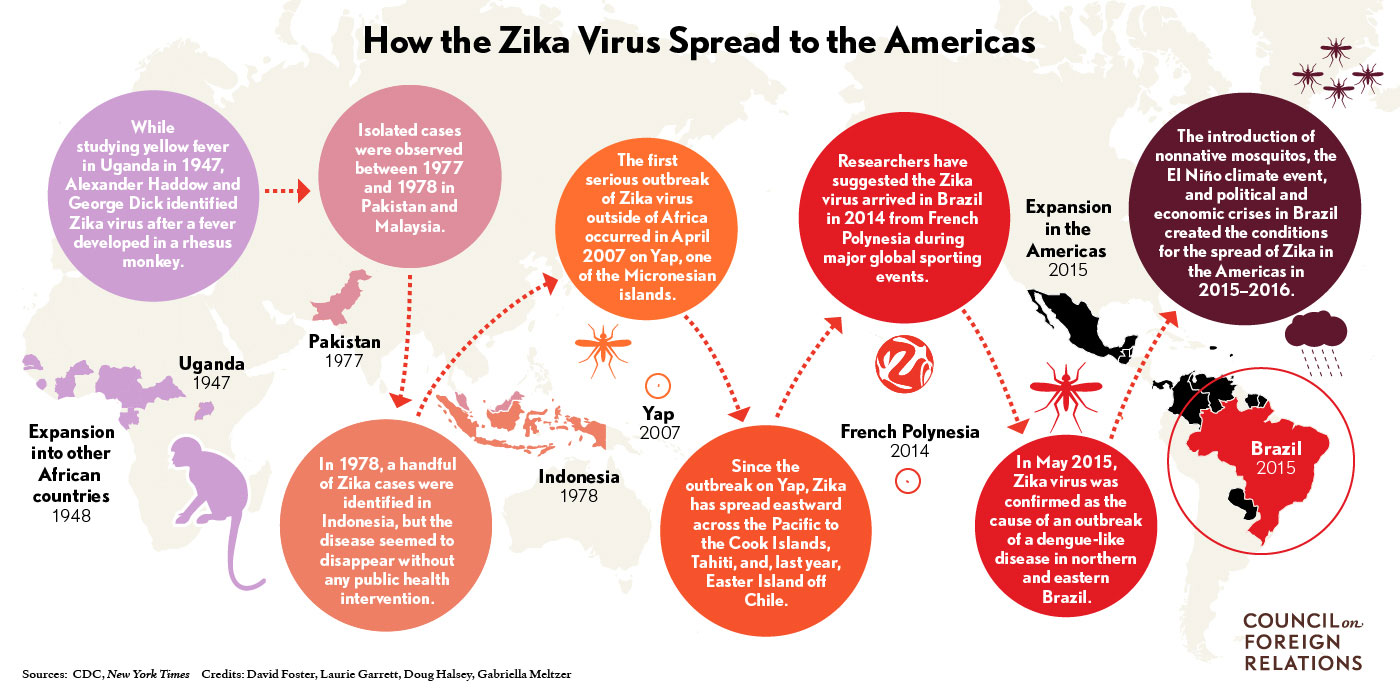 How the Zika Virus Spread to the Americas
While
studying yellow fever
in Uganda in 1947,
Alexander Haddow and
George Dick identified
Zika virus after a fever
developed in a rhesus
monkey.
Isolated cases
were observed
between 1977
and 1978 in
Pakistan and
Malaysia.
The first
serious outbreak
of Zika virus
outside of Africa
occurred in April
2007 on Yap, one
of the Micronesian
islands.
Researchers have
suggested the Zika
virus arrived in Brazil
in 2014 from French
Polynesia during
major global sporting
events.
Expansion
in the
Americas
2015
The introduction of
nonnative mosquitos, the
El Niño climate event,
and political and
economic crises in Brazil
created the conditions
for the spread of Zika in
the Americas in
2015–2016.
Pakistan
1977
Uganda
1947
Expansion
into other
African
countries
1948
In 1978, a handful
of Zika cases were
identified in
Indonesia, but the
disease seemed to
disappear without
any public health
intervention.
Indonesia
1978
Yap
2007
Since the
outbreak on Yap, Zika
has spread eastward
across the Pacific to
the Cook Islands,
Tahiti, and, last year,
Easter Island off
Chile.
French Polynesia
2014
In May 2015,
Zika virus was
confirmed as the
cause of an outbreak
of a dengue-like
disease in northern
and eastern
Brazil.
Brazil
2015
COUNCIL on
FOREIGN
RELATIONS
Sources: CDC, New York Times Credits: David Foster, Laurie Garrett, Doug Halsey, Gabriella Meltzer